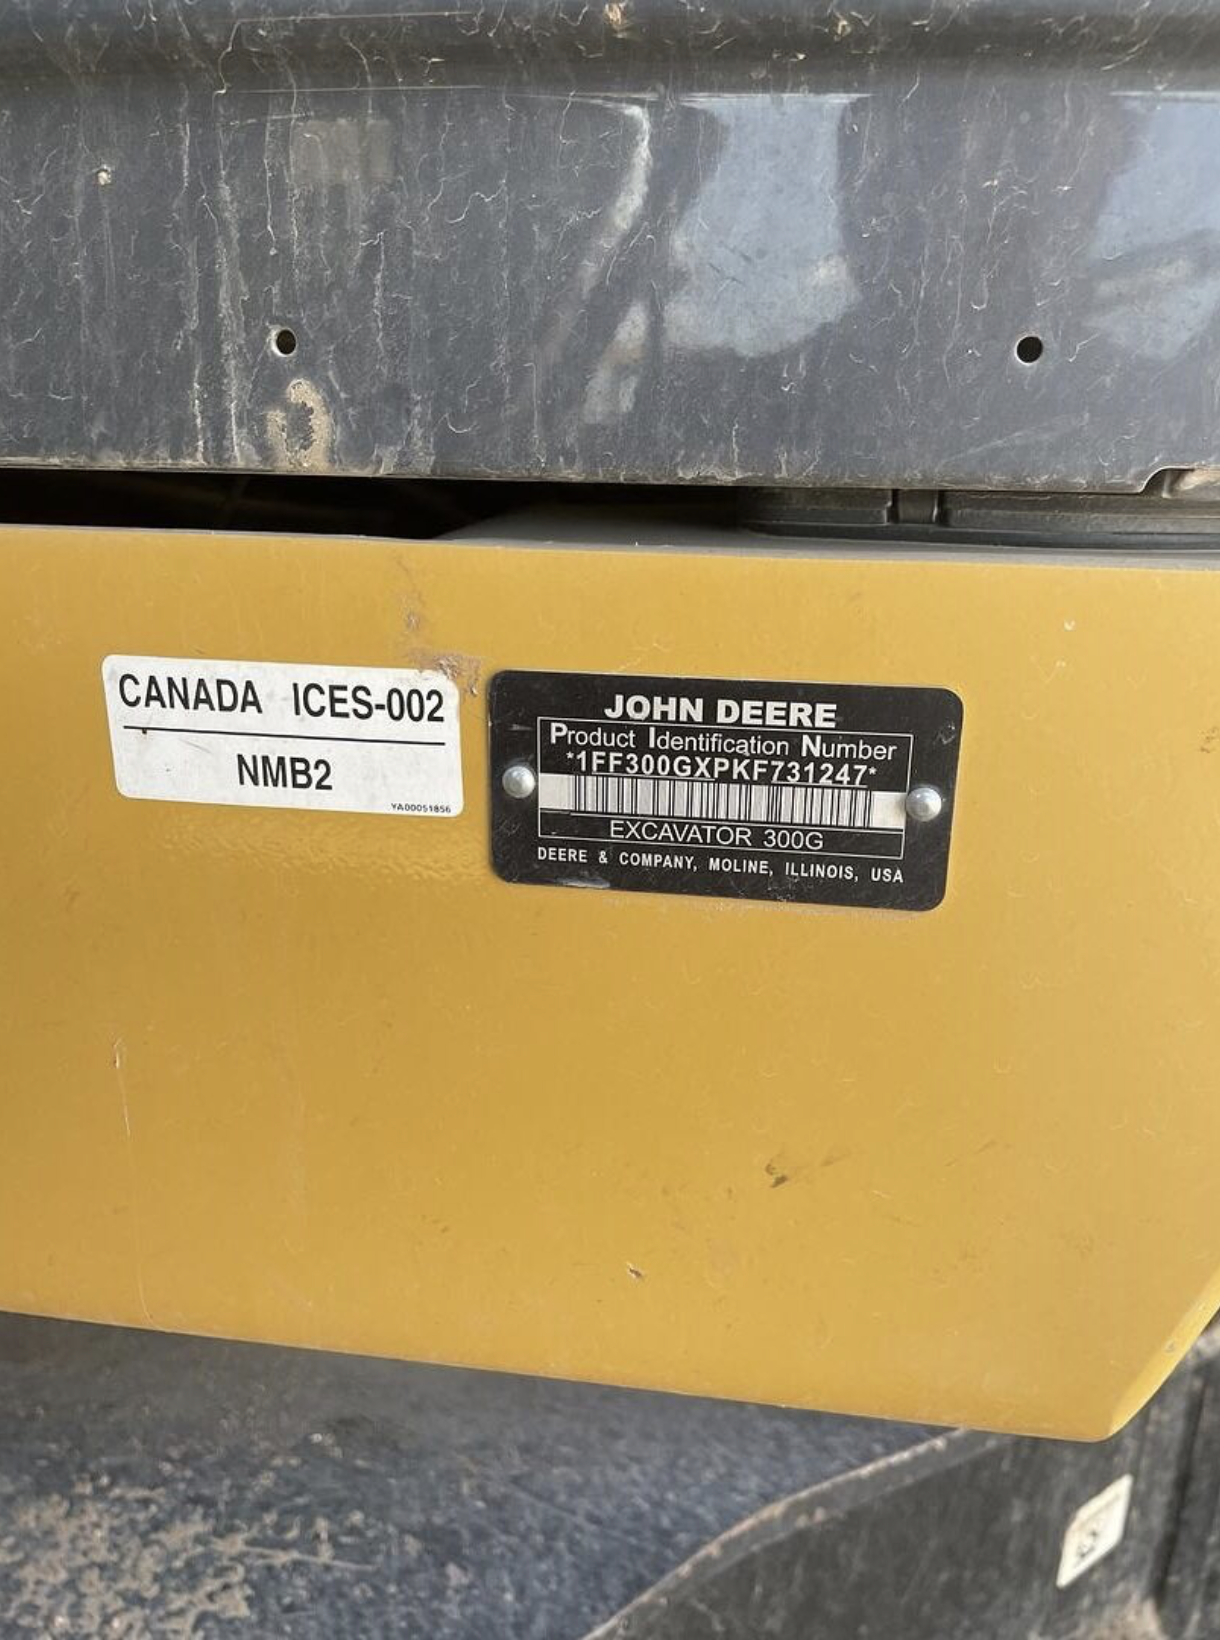 CANADA ICES-002
NMB2
YA00051856
JOHN DEERE
Product Identification Number
*1FF300GXPKF731247*
EXCAVATOR 300G
DEERE & COMPANY, MOLINE, ILLINOIS, USA